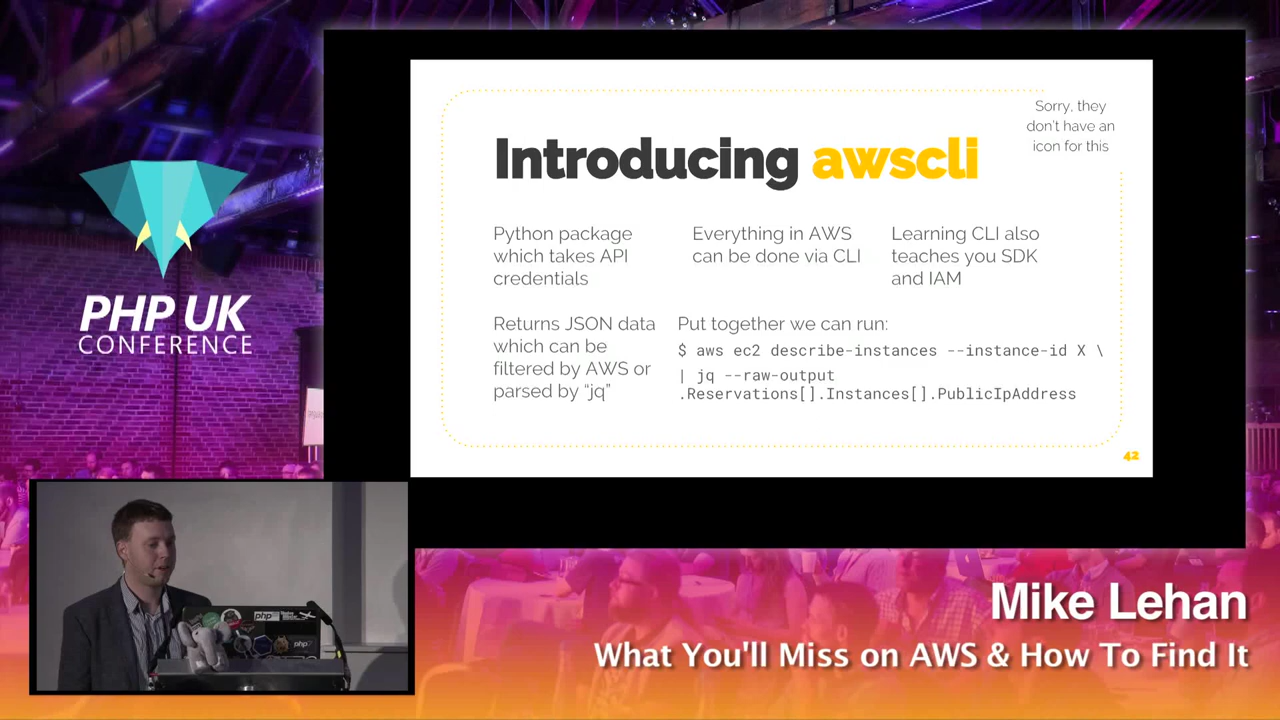 Sorry, they
don't have an
icon for this
Introducing awscli
Python package
which takes API
credentials
Everything in AWS
can be done via CLI
Learning CLI also
teaches you SDK
and IAM
Returns JSON data
which can be
filtered by AWS or
parsed by “jq”
Put together we can run:
$ aws ec2 describe-instances --instance-id X \
| jq --raw-output
.Reservations[].Instances[].PublicIpAddress
42
PHP UK
CONFERENCE
php
php
Mike Lehan
What You'll Miss on AWS & How To Find It